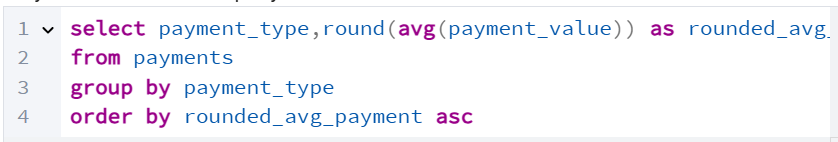 1 select payment_type,round(avg(payment_value)) as rounded_avg_
2 from payments
3 group by payment_type
4 order by rounded_avg_payment asc